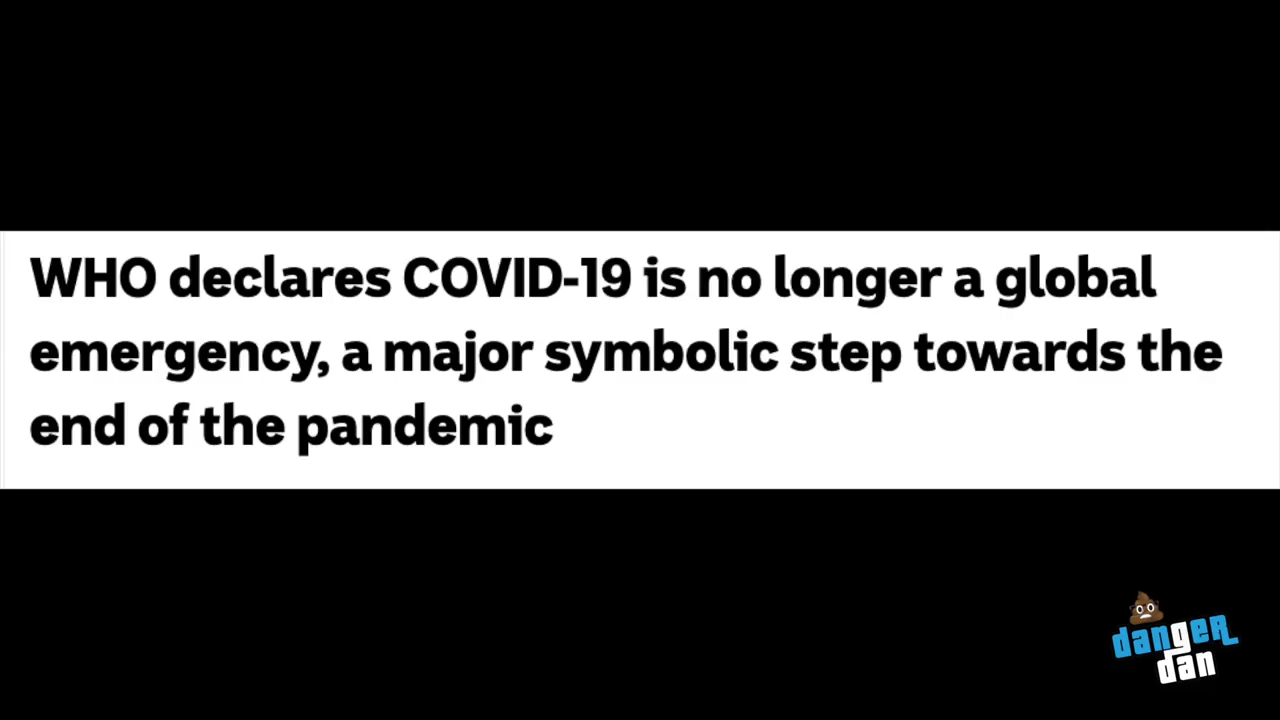 WHO declares COVID-19 is no longer a global
emergency, a major symbolic step towards the
end of the pandemic
danger
dan